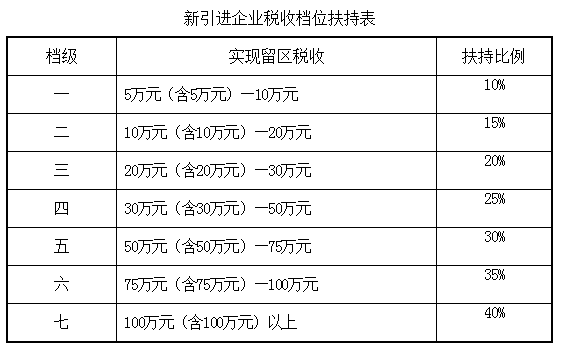 新引进企业税收档位扶持表
档级 实现留区税收 扶持比例
一 5万元（含5万元）—10万元 10%
二 10万元（含10万元）—20万元 15%
三 20万元（含20万元）—30万元 20%
四 30万元（含30万元）—50万元 25%
五 50万元（含50万元）—75万元 30%
六 75万元（含75万元）—100万元 35%
七 100万元（含100万元）以上 40%